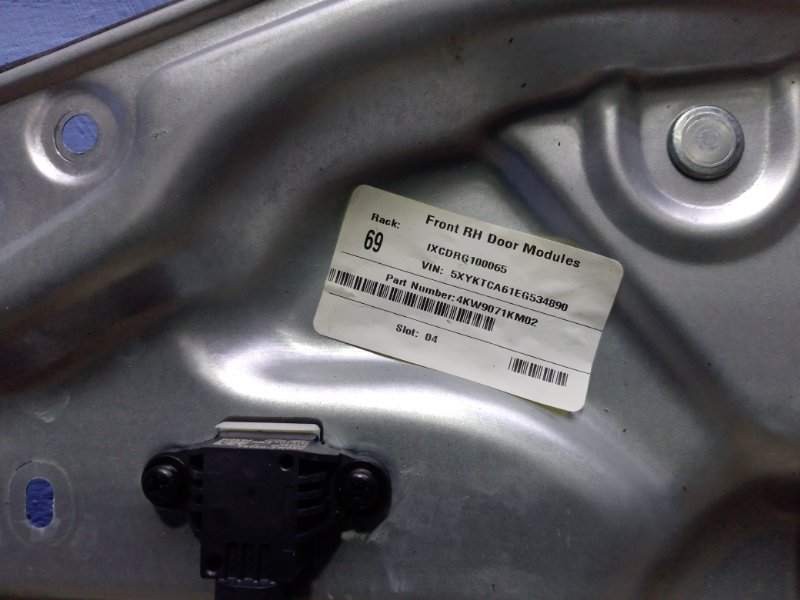 Front RH Door Modules
Rack:
69
IXCDRG100065
VIN: 5XYKTCA61EG534890
Part Number:4KW9071KM02
Slot: 04